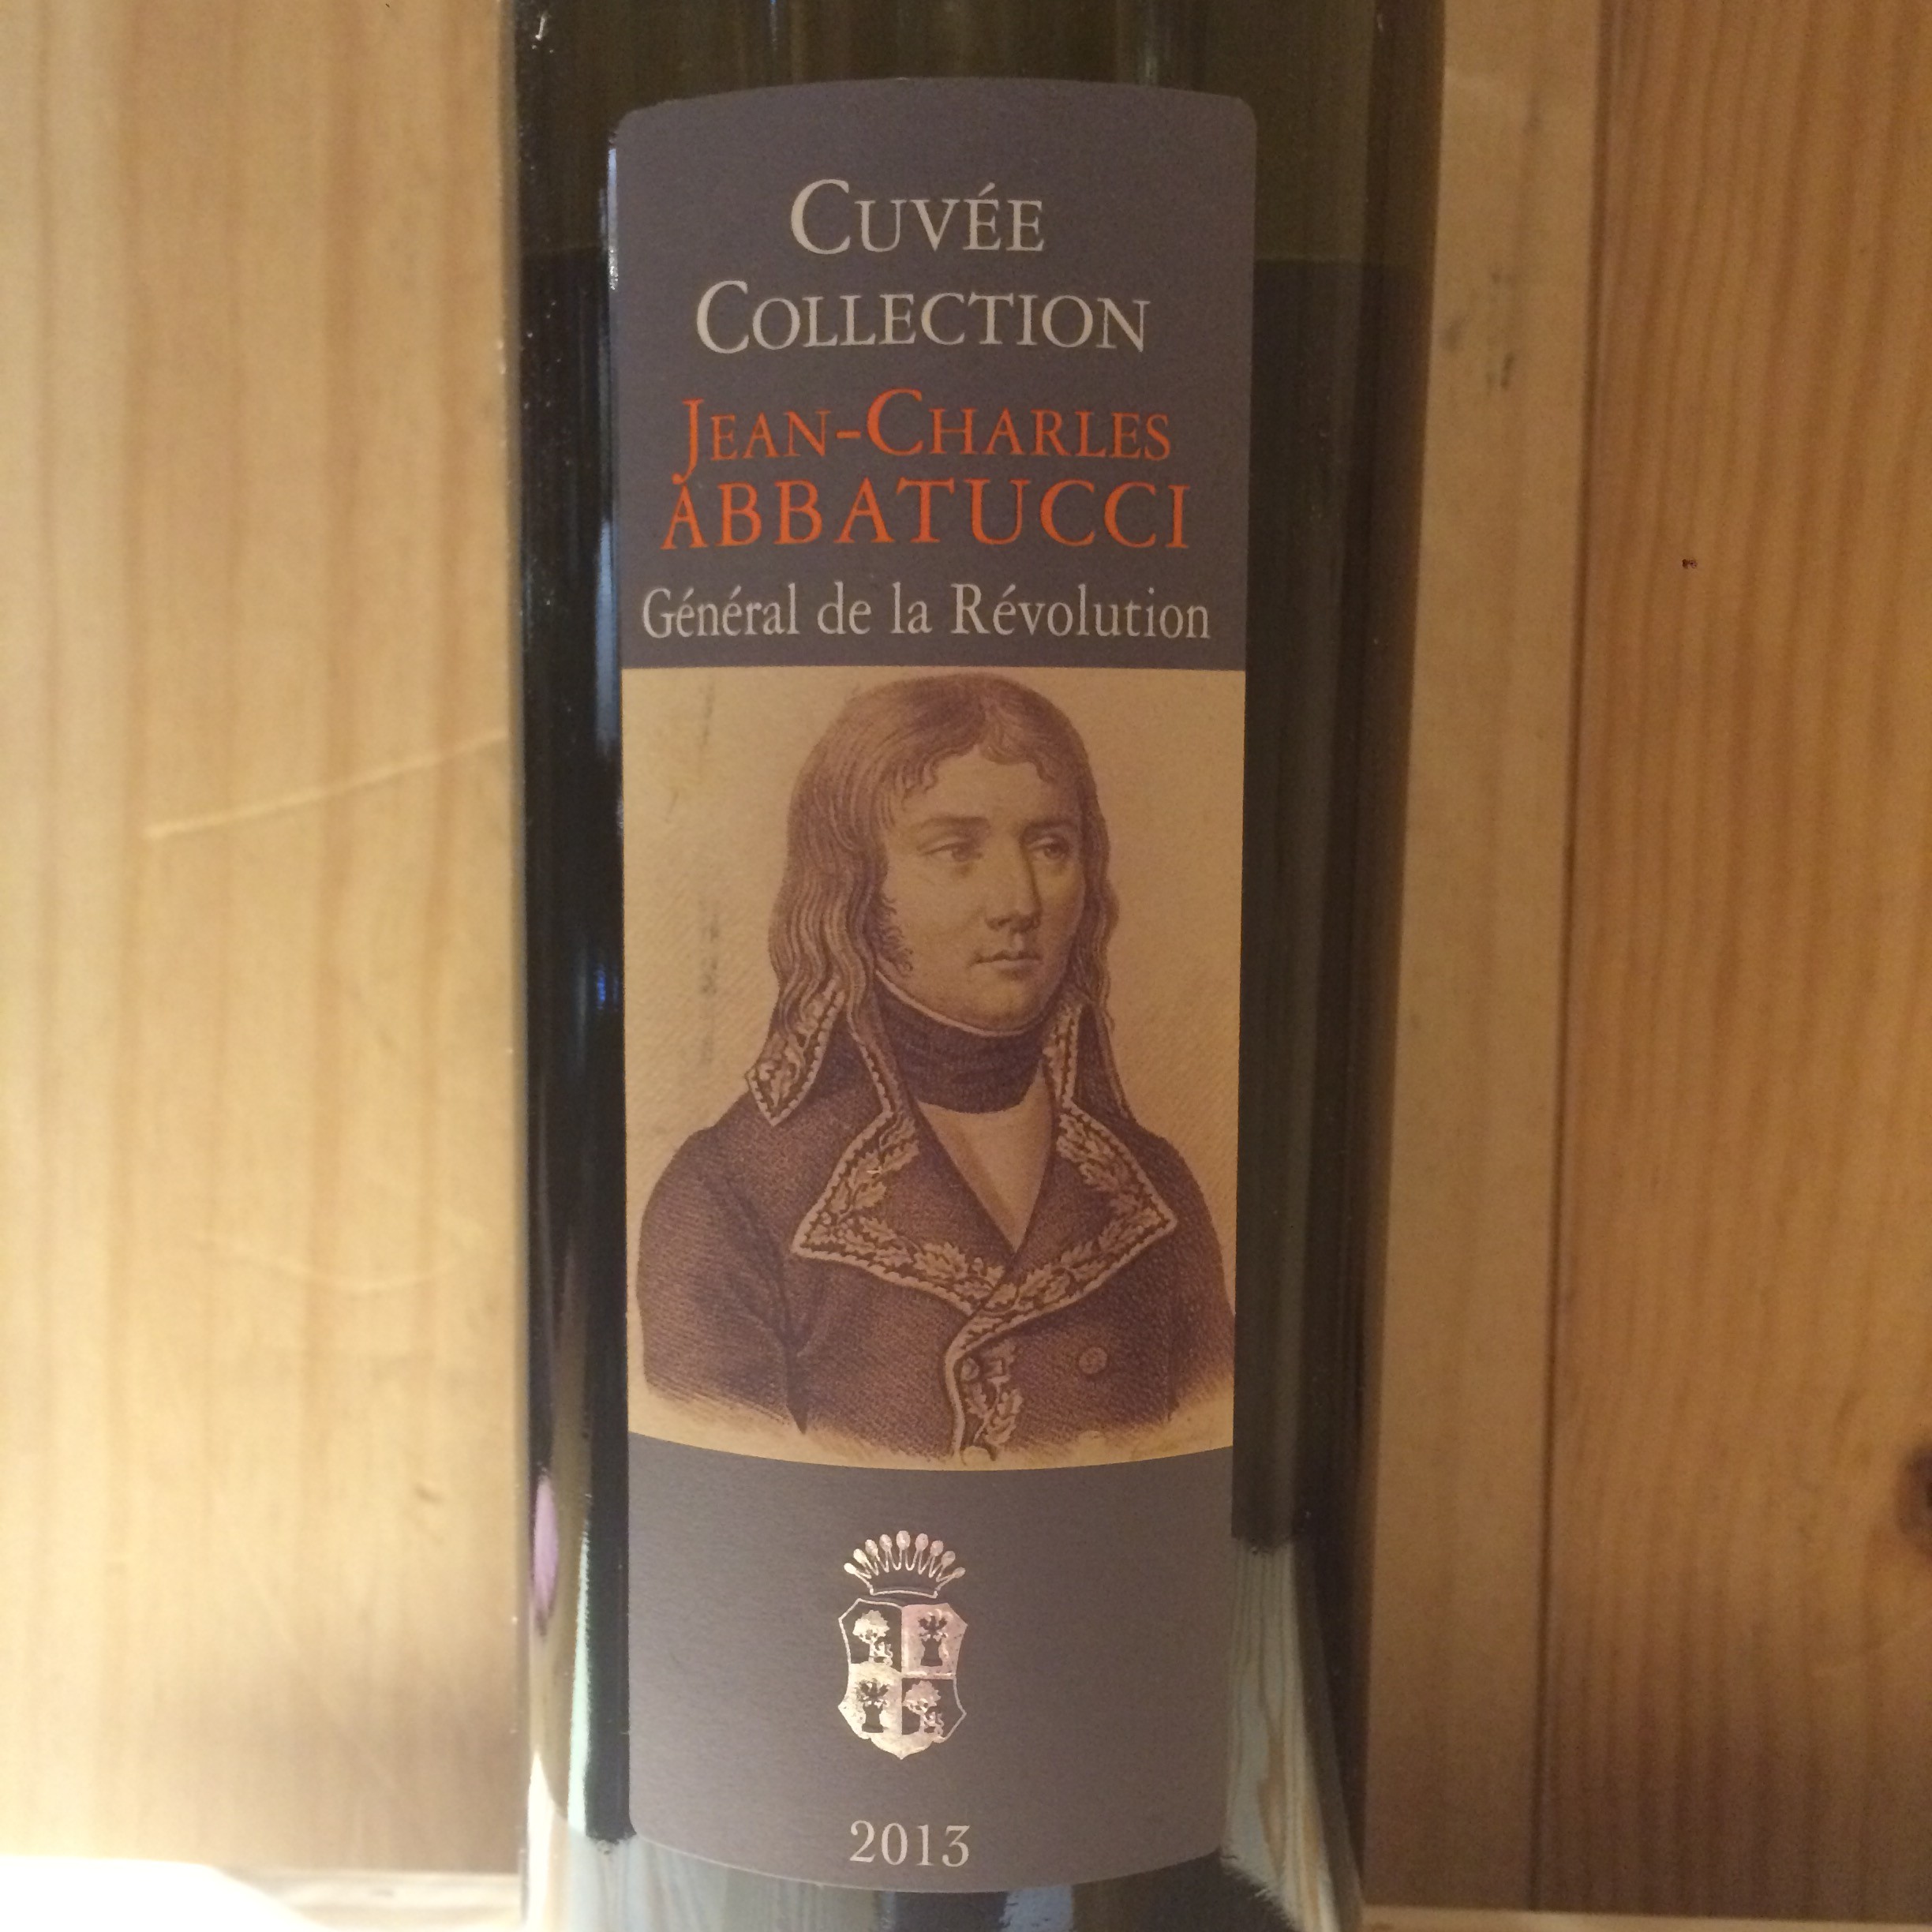 CUVÉE
COLLECTION
JEAN-CHARLES
ABBATUCCI
Général de la Révolution
2013